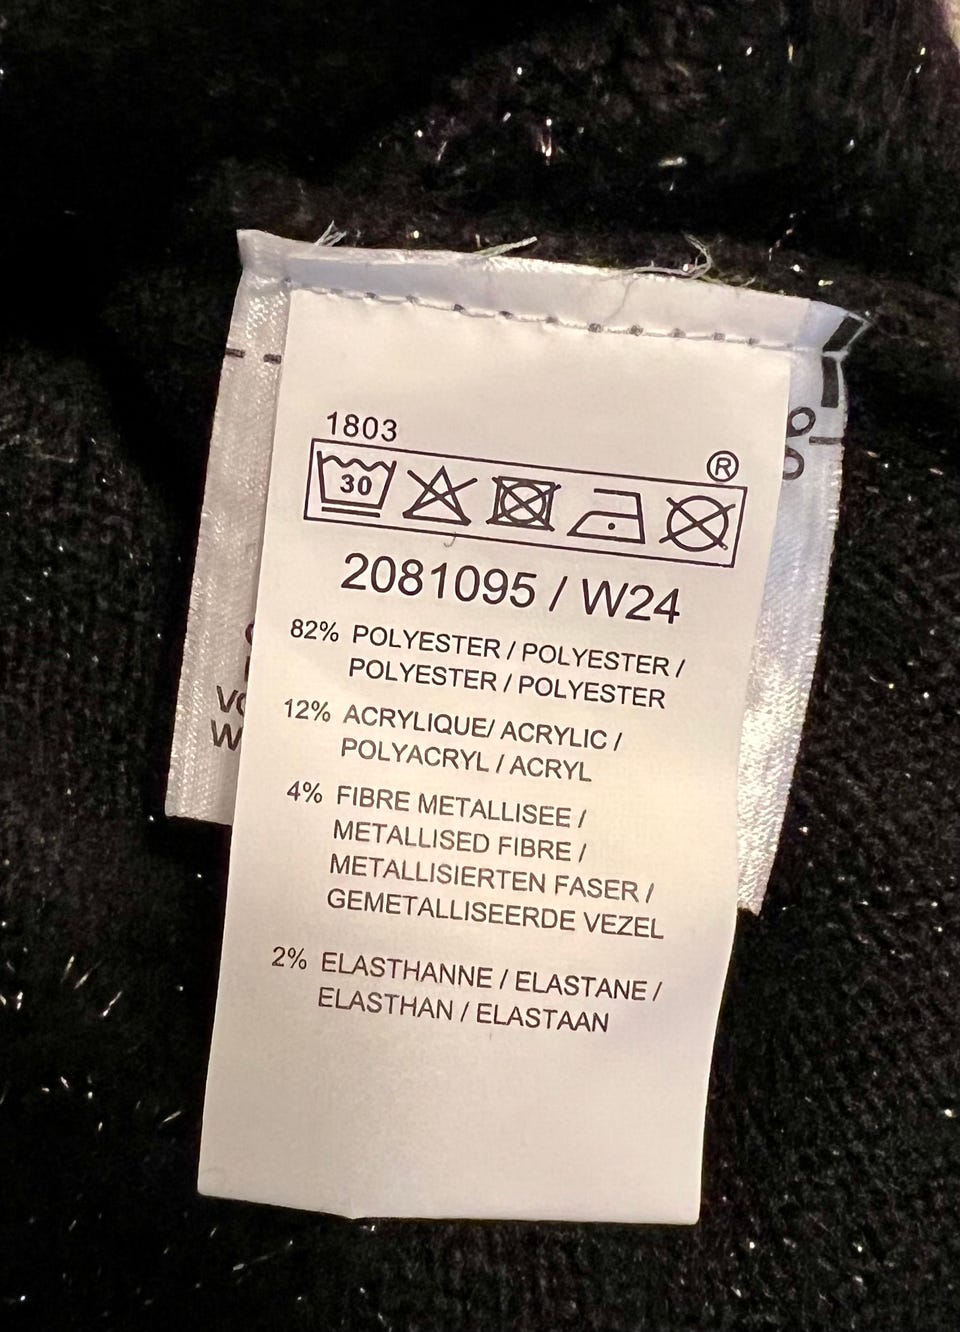 1803
®
30
2081095 / W24
82% POLYESTER / POLYESTER /
POLYESTER / POLYESTER
12% ACRYLIQUE/ ACRYLIC /
POLYACRYL / ACRYL
4% FIBRE METALLISEE /
METALLISED FIBRE /
METALLISIERTEN FASER /
GEMETALLISEERDE VEZEL
2% ELASTHANNE / ELASTANE /
ELASTHAN / ELASTAAN